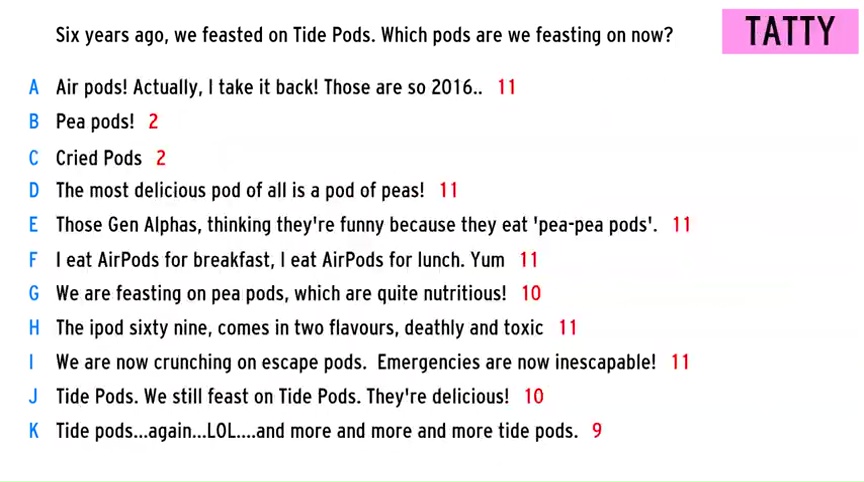 Six years ago, we feasted on Tide Pods. Which pods are we feasting on now?
TATTY
A Air pods! Actually, I take it back! Those are so 2016.. 11
B Pea pods! 2
C Cried Pods 2
D The most delicious pod of all is a pod of peas! 11
E Those Gen Alphas, thinking they're funny because they eat 'pea-pea pods'. 11
F I eat AirPods for breakfast, I eat AirPods for lunch. Yum 11
G We are feasting on pea pods, which are quite nutritious! 10
H The ipod sixty nine, comes in two flavours, deathly and toxic 11
I We are now crunching on escape pods. Emergencies are now inescapable! 11
J Tide Pods. We still feast on Tide Pods. They're delicious! 10
K Tide pods...again...LOL....and more and more and more tide pods. 9